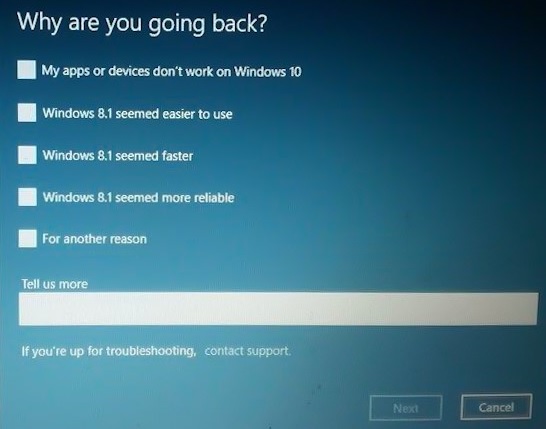 Why are you going back?
My apps or devices don't work on Windows 10
Windows 8.1 seemed easier to use
Windows 8.1 seemed faster
Windows 8.1 seemed more reliable
For another reason
Tell us more
If you're up for troubleshooting, contact support.
Next Cancel